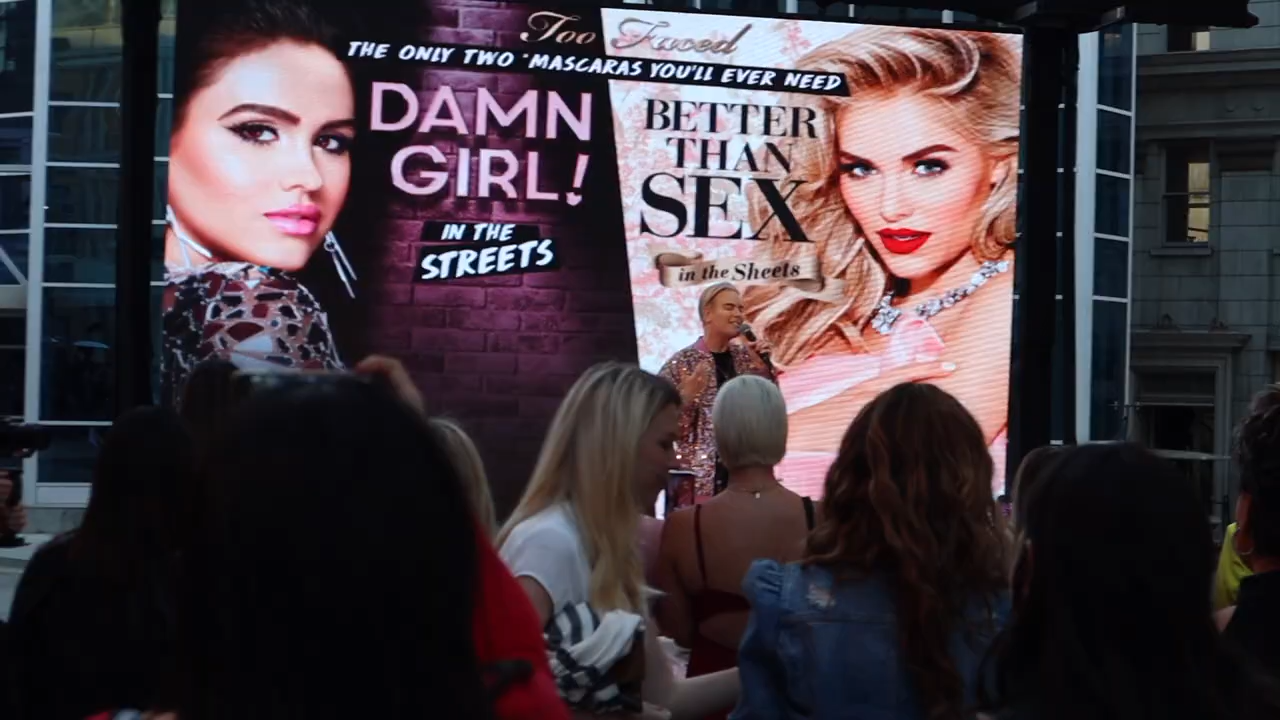 Too Faced
THE ONLY TWO *MASCARAS YOU'LL EVER NEED
DAMN
GIRL!
IN THE
STREETS
BETTER
THAN
SEX
in the Sheets